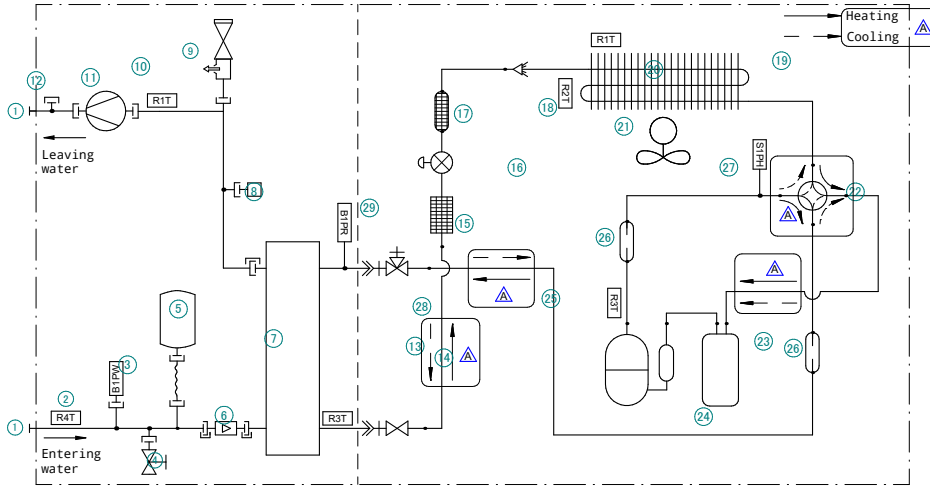 Heating
A
Cooling
9
R1T
19
10
20
11
12
R1T
R2T
18
17
21
1
Leaving
water
S1PH
27
16
22
8
A
29
B1PR
15
26
A
A
25
R3T
5
28
7
13
14
A
23
26
3
B1PW
2
6
24
R4T
R3T
1
Entering
water
4